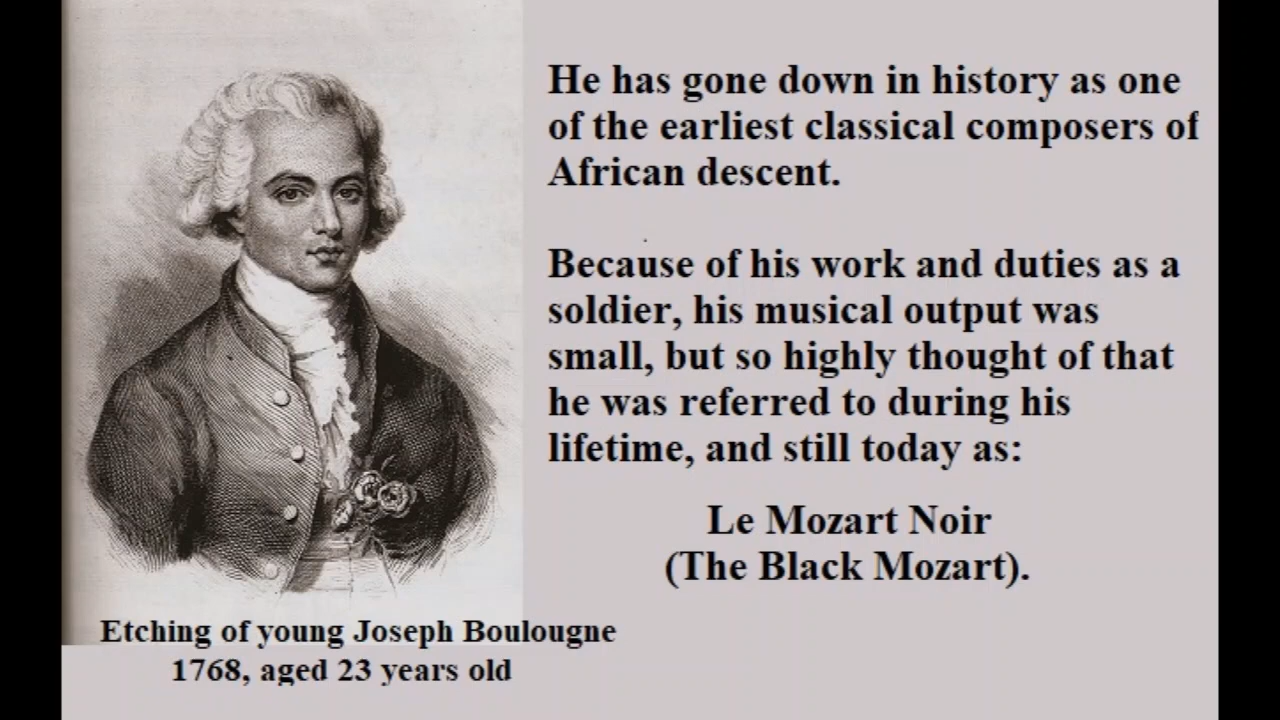 He has gone down in history as one
of the earliest classical composers of
African descent.
Because of his work and duties as a
soldier, his musical output was
small, but so highly thought of that
he was referred to during his
lifetime, and still today as:
Le Mozart Noir
(The Black Mozart).
Etching of young Joseph Boulougne
1768, aged 23 years old